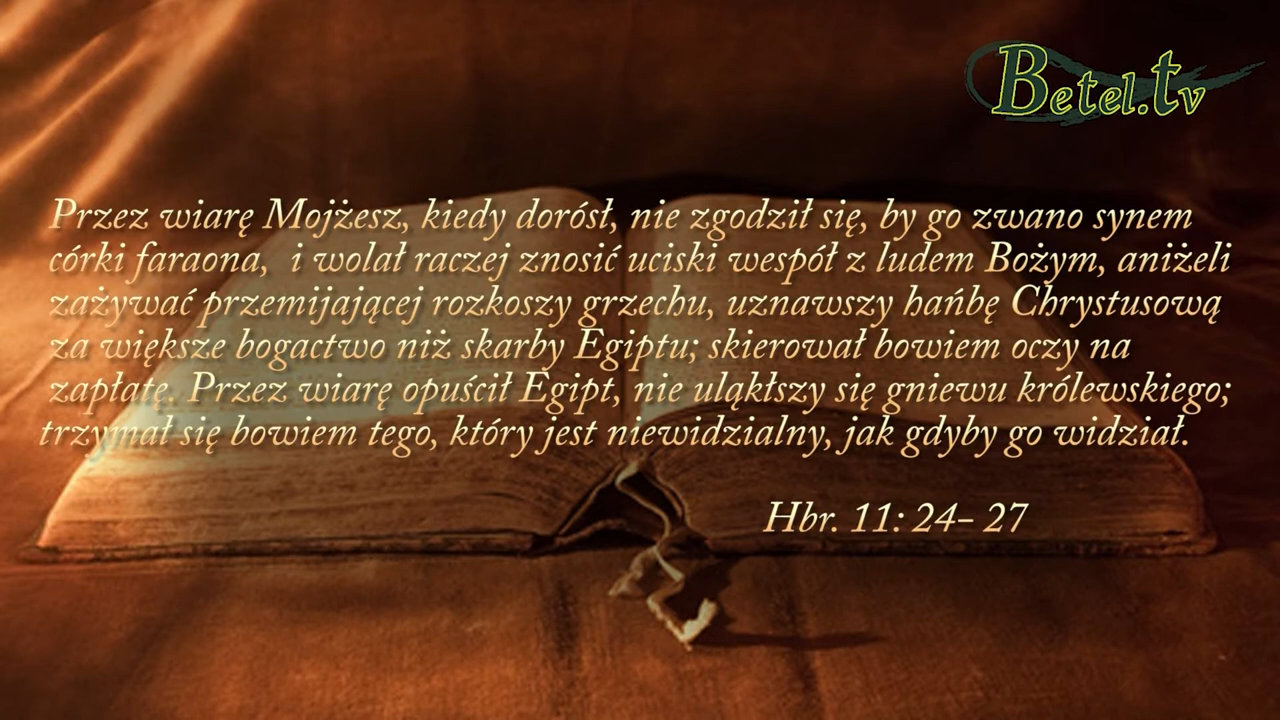 Betel.tv
Przez wiarę Mojżesz, kiedy dorósł, nie zgodził się, by go zwano synem
córki faraona,  i wolał raczej znosić uciski wespół z ludem Bożym, aniżeli
zażywać przemijającej rozkoszy grzechu, uznawszy hańbę Chrystusową
za większe bogactwo niż skarby Egiptu; skierował bowiem oczy na
zapłatę. Przez wiarę opuścił Egipt, nie uląkłszy się gniewu królewskiego;
trzymał się bowiem tego, który jest niewidzialny, jak gdyby go widział.
Hbr. 11: 24- 27